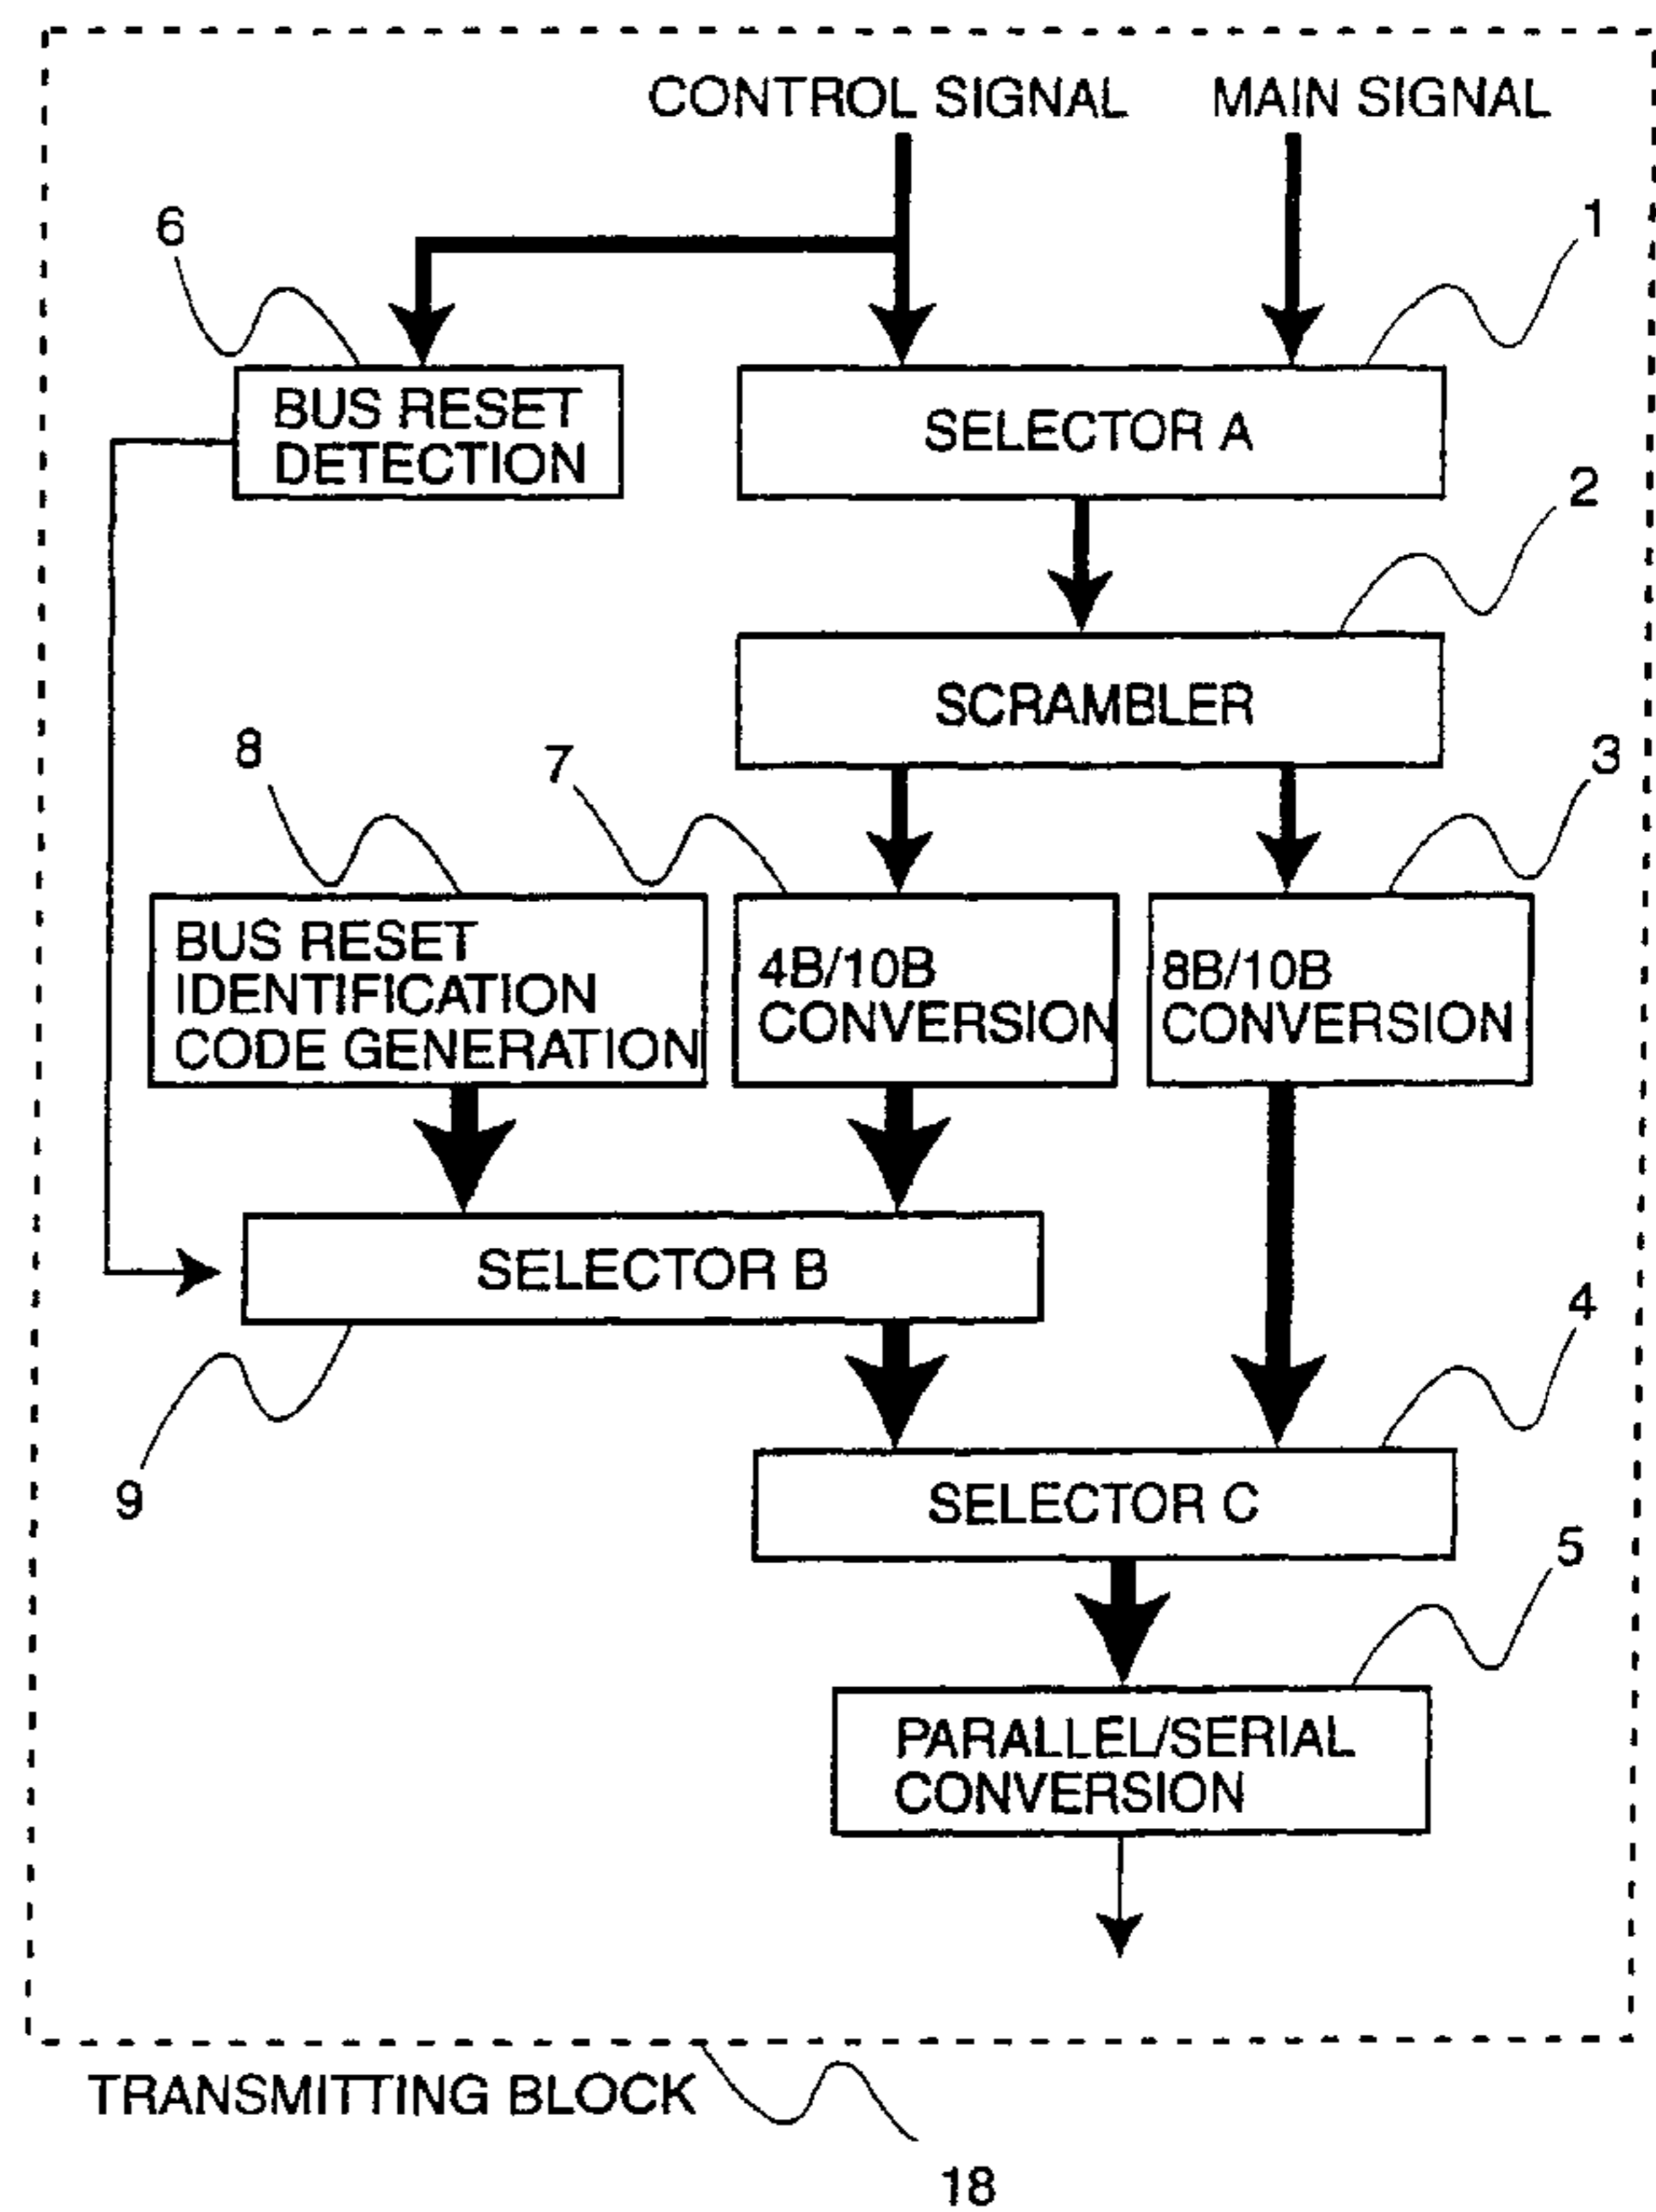 CONTROL SIGNAL
MAIN SIGNAL
6
1
BUS RESET
DETECTION
SELECTOR A
2
SCRAMBLER
8
7
3
BUS RESET
IDENTIFICATION
CODE GENERATION
4B/10B
CONVERSION
8B/10B
CONVERSION
SELECTOR B
4
9
SELECTOR C
5
PARALLEL/SERIAL
CONVERSION
TRANSMITTING BLOCK
18